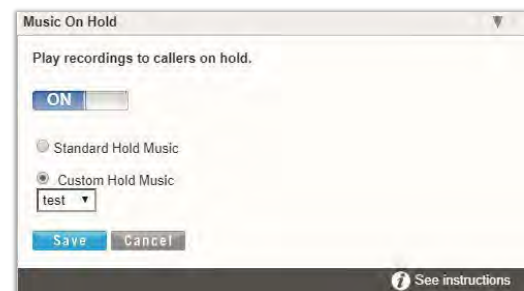 Music On Hold
Play recordings to callers on hold.
ON
Standard Hold Music
Custom Hold Music
test
Save Cancel
See instructions